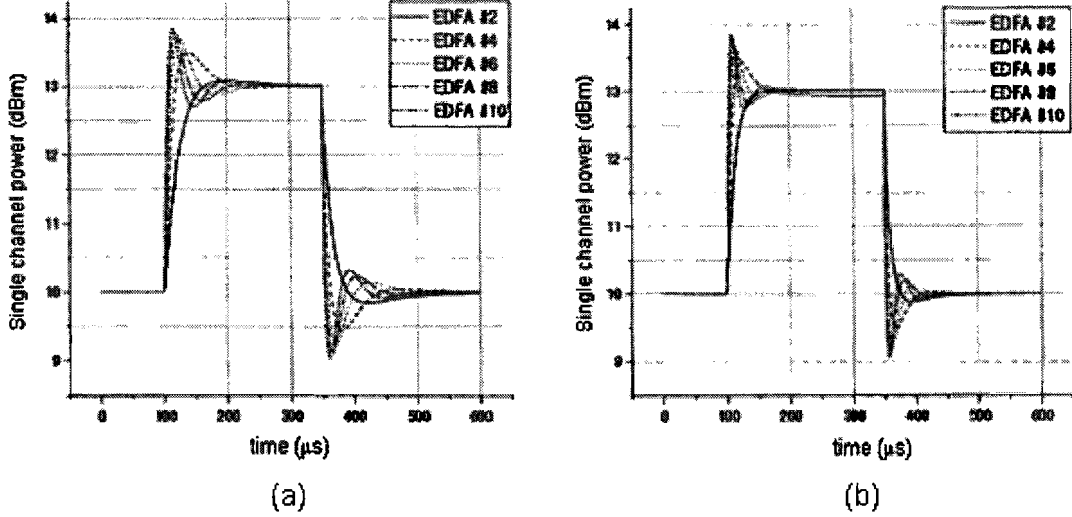 Single channel power (dBm)
14
13
12
11
10
9
0
100
200
300
400
500
600
time (μs)
EDFA #2
EDFA #4
EDFA #6
EDFA #8
EDFA #10
(a)
Single channel power (dBm)
14
13
12
11
10
9
0
100
200
300
400
500
600
time (μs)
EDFA #2
EDFA #4
EDFA #6
EDFA #8
EDFA #10
(b)